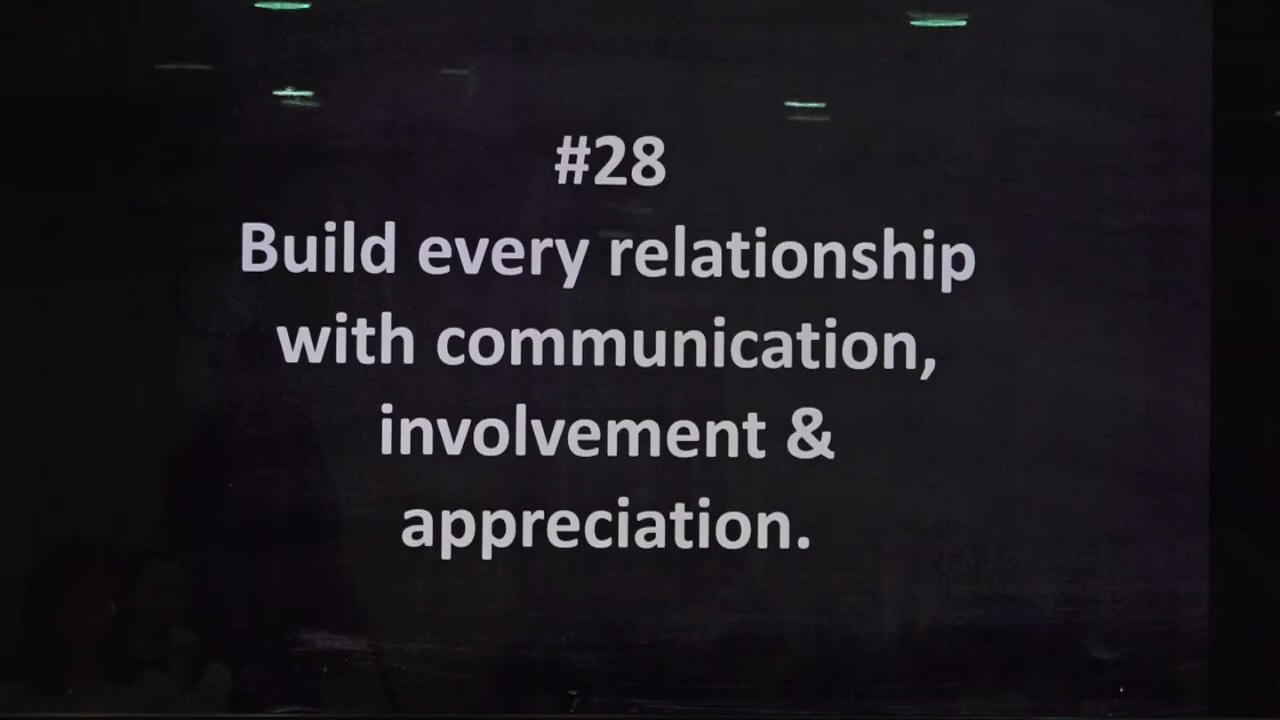 #28
Build every relationship
with communication,
involvement &
appreciation.